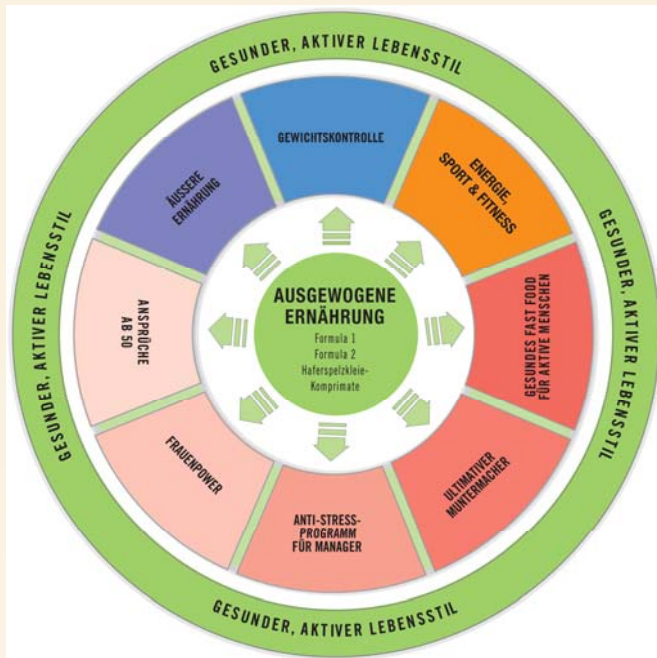 GESUNDER, AKTIVER LEBENSSTIL
GEWICHTSKONTROLLE
ENERGIE,
SPORT & FITNESS
GESUNDES FAST FOOD
FÜR AKTIVE MENSCHEN
ULTIMATIVER
MUNTERMACHER
ANTI-STRESS-
PROGRAMM
FÜR MANAGER
FRAUENPOWER
ANSPRÜCHE
AB 50
ÄUSSERE
ERNÄHRUNG
AUSGEWOGENE
ERNÄHRUNG
Formula 1
Formula 2
Haferspelzkleie-
Komprimate
GESUNDER, AKTIVER LEBENSSTIL
GESUNDER, AKTIVER LEBENSSTIL
GESUNDER, AKTIVER LEBENSSTIL